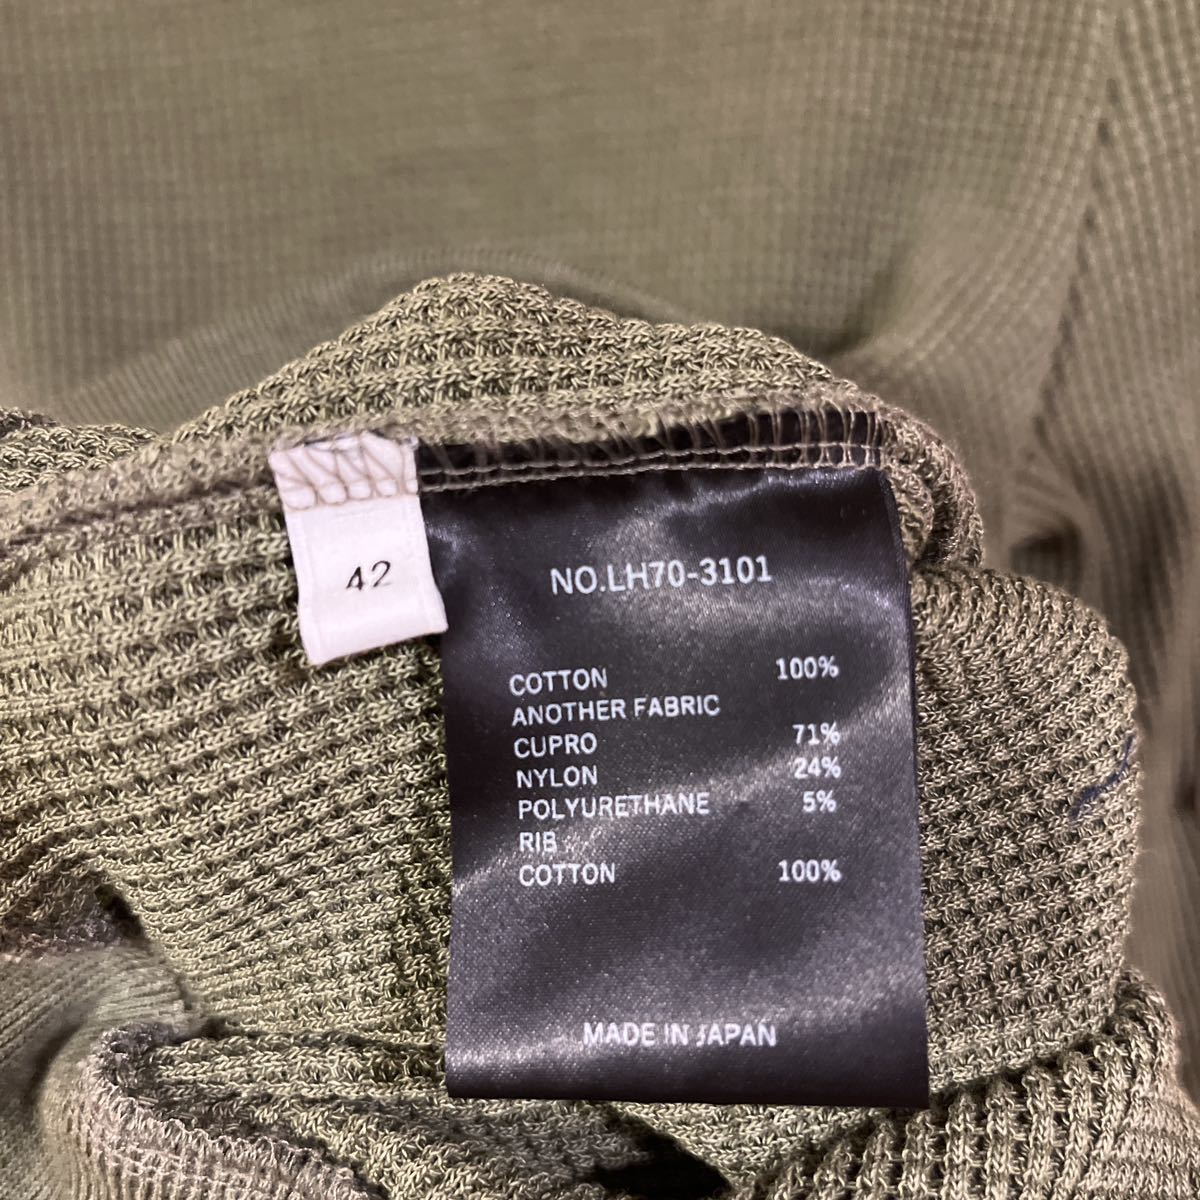 42
NO.LH70-3101
COTTON 100%
ANOTHER FABRIC
CUPRO 71%
NYLON 24%
POLYURETHANE 5%
RIB
COTTON 100%
MADE IN JAPAN